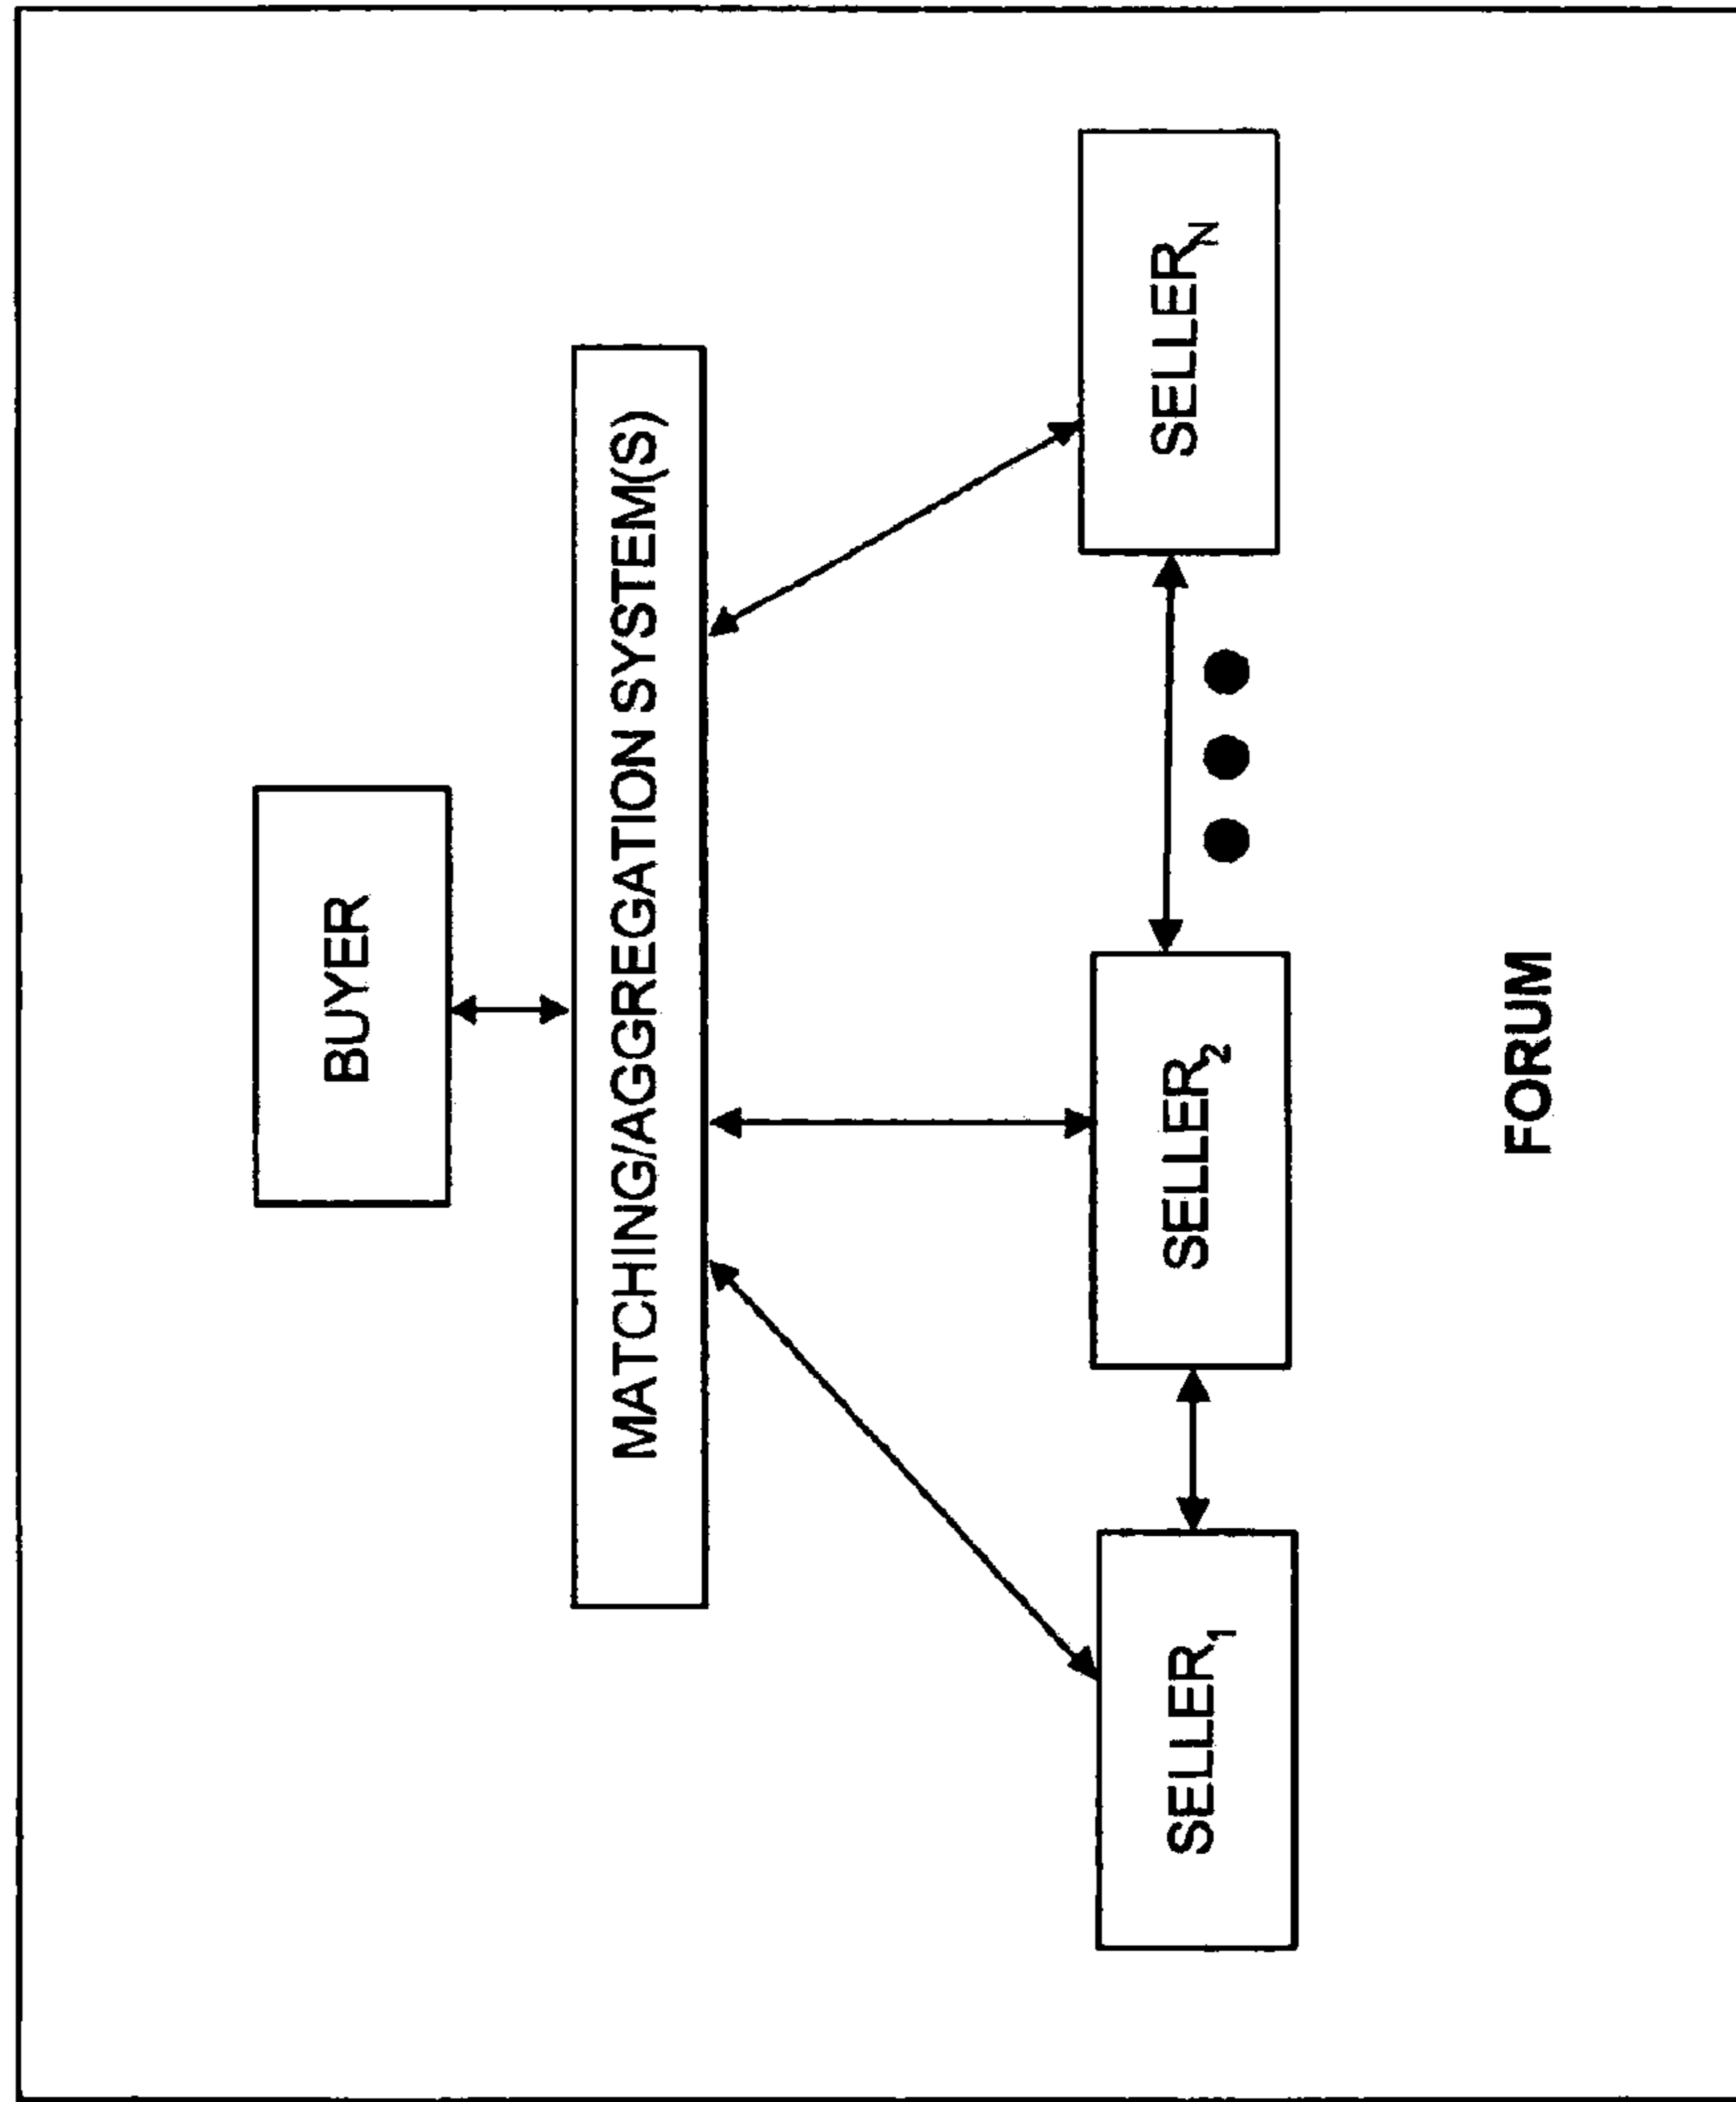 BUYER
MATCHING/AGGREGATION SYSTEM(S)
SELLER1
SELLER2
SELLERN
FORUM